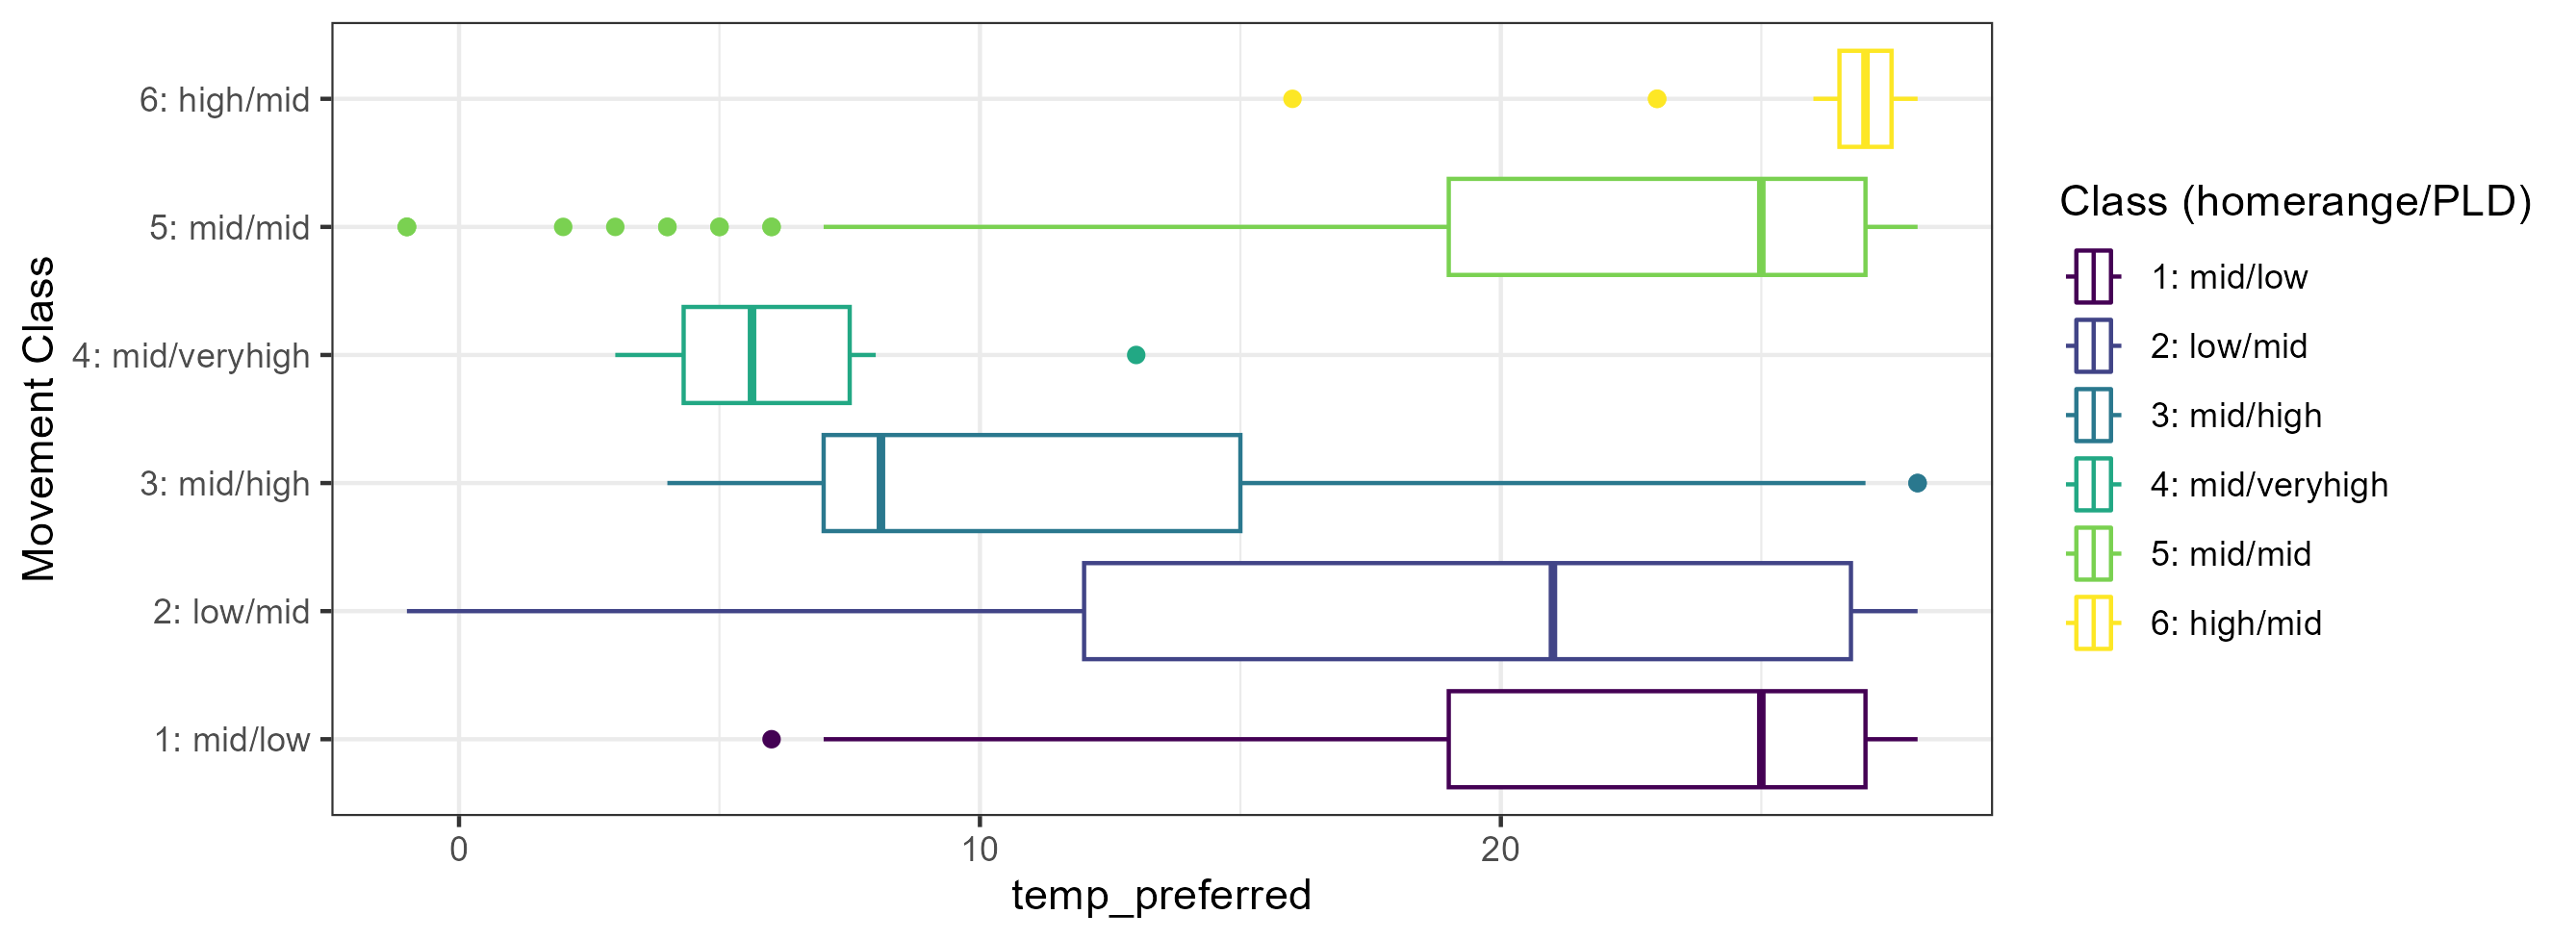 6: high/mid
5: mid/mid
4: mid/veryhigh
3: mid/high
2: low/mid
1: mid/low
Movement Class
0 10 20
temp_preferred
Class (homerange/PLD)
1: mid/low
2: low/mid
3: mid/high
4: mid/veryhigh
5: mid/mid
6: high/mid